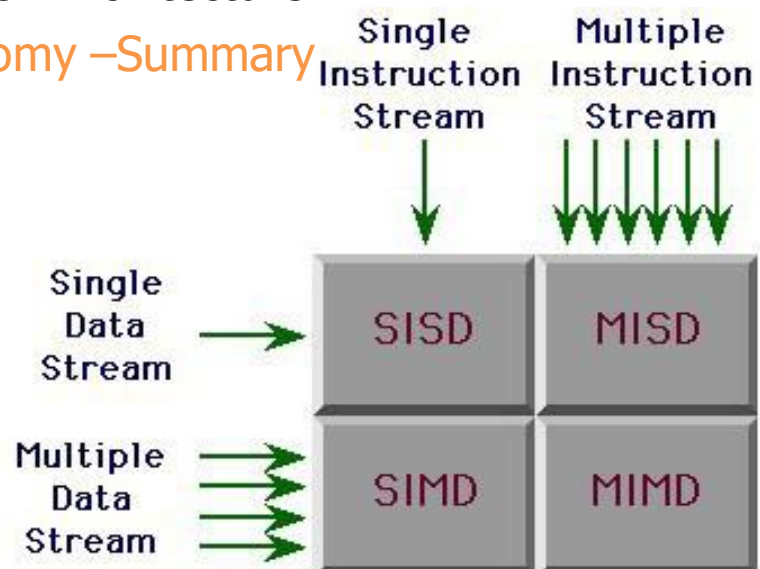 omy –Summary
Single
Instruction
Stream
Multiple
Instruction
Stream
Single
Data
Stream
SISD
MISD
Multiple
Data
Stream
SIMD
MIMD